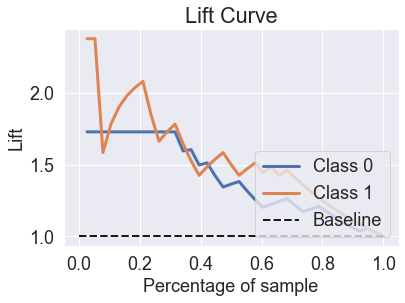 Lift Curve
Lift
2.0
1.5
1.0
Class 0
Class 1
Baseline
0.0 0.2 0.4 0.6 0.8 1.0
Percentage of sample